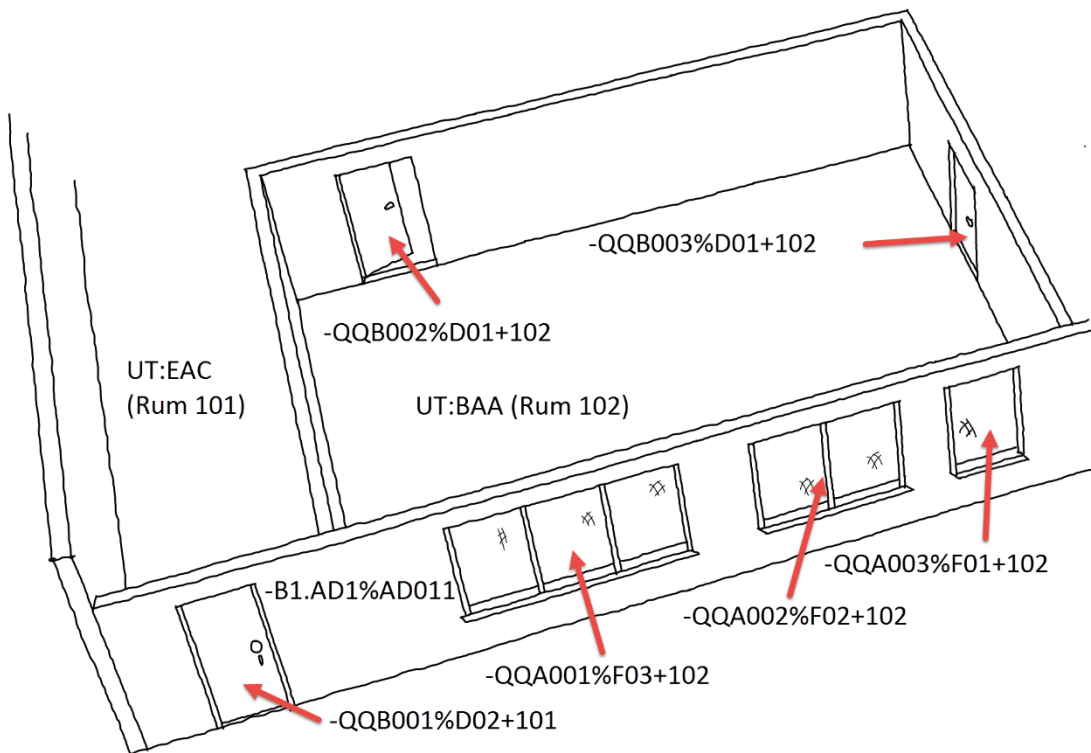 -QQB003%D01+102
-QQB002%D01+102
UT:EAC
(Rum 101)
UT:BAA (Rum 102)
-QQA003%F01+102
-B1.AD1%AD011
-QQA002%F02+102
-QQA001%F03+102
-QQB001%D02+101